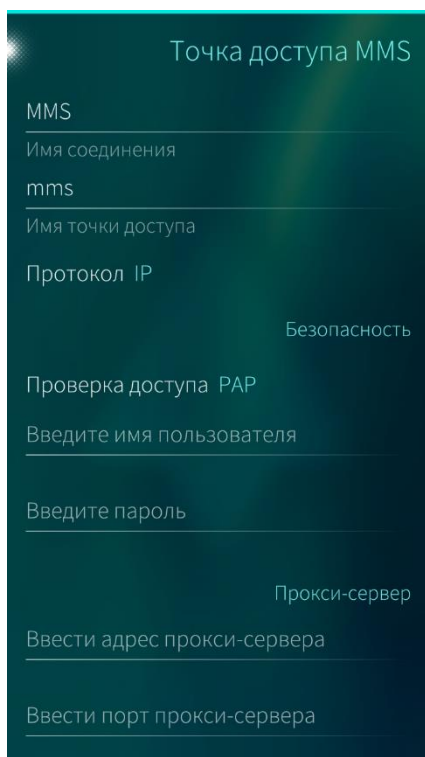 Точка доступа MMS
MMS
Имя соединения
mms
Имя точки доступа
Протокол IP
Безопасность
Проверка доступа PAP
Введите имя пользователя
Введите пароль
Прокси-сервер
Ввести адрес прокси-сервера
Ввести порт прокси-сервера